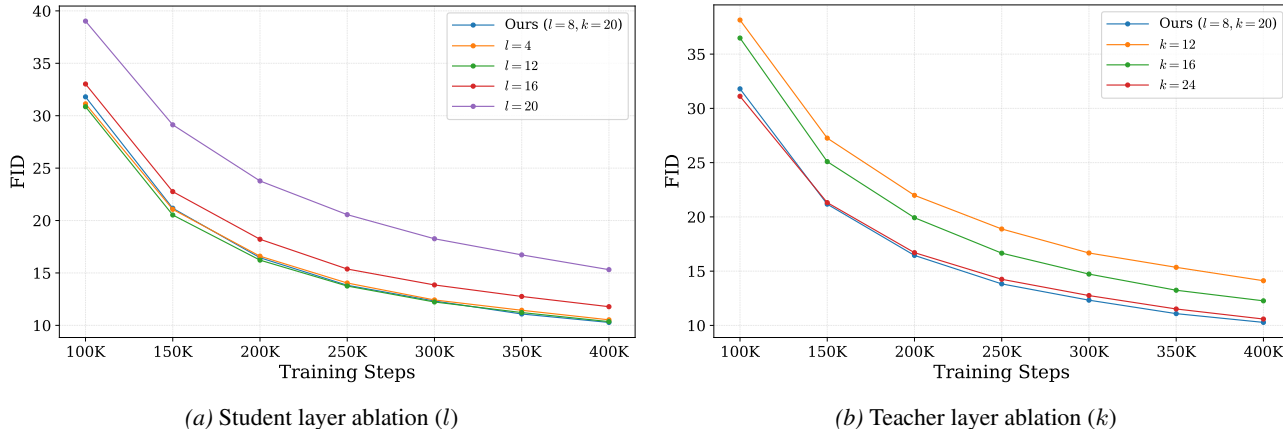 40
35
30
25
20
15
10
FID
100K 150K 200K 250K 300K 350K 400K
Training Steps
Ours (l = 8, k = 20)
l = 4
l = 12
l = 16
l = 20
(a) Student layer ablation (l)
40
35
30
25
20
15
10
FID
100K 150K 200K 250K 300K 350K 400K
Training Steps
Ours (l = 8, k = 20)
k = 12
k = 16
k = 24
(b) Teacher layer ablation (k)